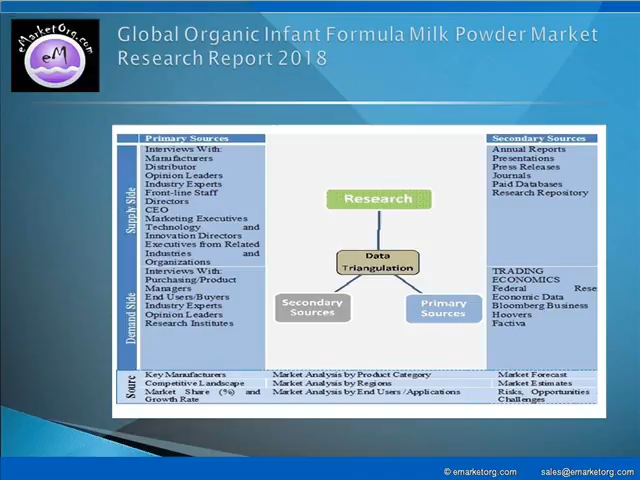 eMarketOrg.com
eM
Global Organic Infant Formula Milk Powder Market
Research Report 2018
Primary Sources
Secondary Sources
Supply Side
Interviews With:
Manufacturers
Distributor
Opinion Leaders
Industry Experts
Front-line Staff
Directors
CEO
Marketing Executives
Technology and
Innovation Directors
Executives from Related
Industries and
Organizations
Annual Reports
Presentations
Press Releases
Journals
Paid Databases
Research Repository
Research
Data
Triangulation
Secondary
Sources
Primary
Sources
Demand Side
Interviews With:
Purchasing/Product
Managers
End Users/Buyers
Industry Experts
Opinion Leaders
Research Institutes
TRADING
ECONOMICS
Federal Rese
Economic Data
Bloomberg Business
Hoovers
Factiva
Sourc
Key Manufacturers
Competitive Landscape
Market Share (%) and
Growth Rate
Market Analysis by Product Category
Market Analysis by Regions
Market Analysis by End Users /Applications
Market Forecast
Market Estimates
Risks, Opportunities
Challenges
© emarketorg.com
sales@emarketorg.com